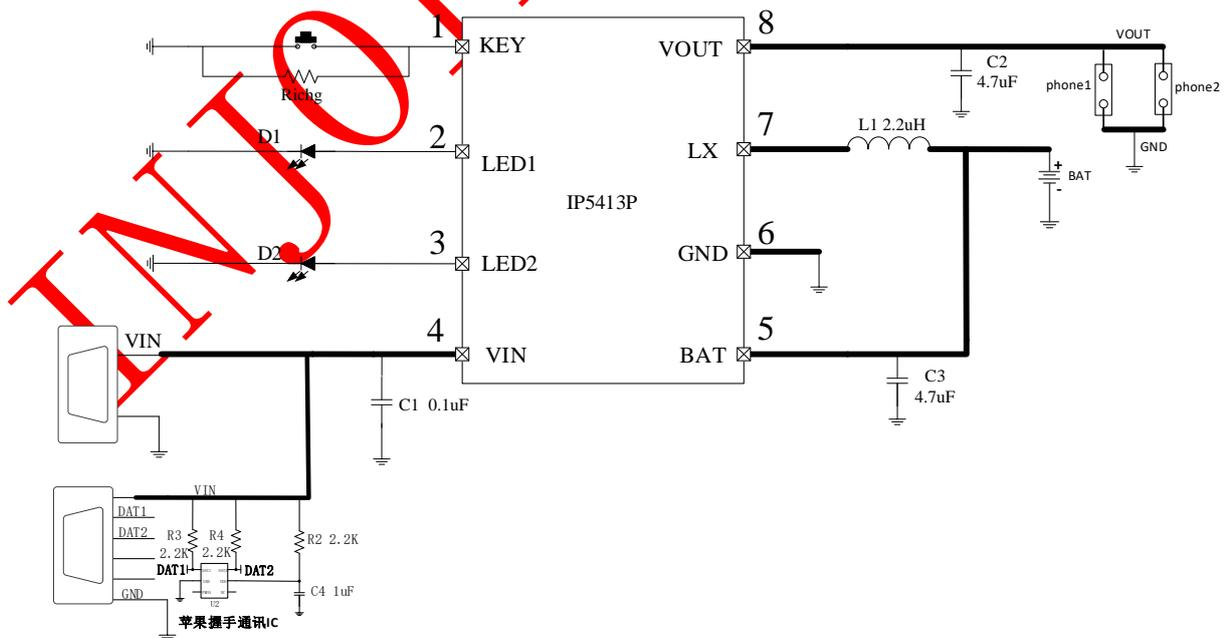 INJO
1
KEY
Richg
D1
2
LED1
D2
3
LED2
VIN
4
VIN
C1 0.1uF
IP5413P
8
VOUT
C2
4.7uF
VOUT
phone1
phone2
GND
7
LX
L1 2.2uH
BAT
+
-
6
GND
5
BAT
C3
4.7uF
VIN
DAT1
DAT2
GND
R3
2.2K
R4
2.2K
R2 2.2K
DAT1
DAT2
C4 1uF
U2
苹果握手通讯IC